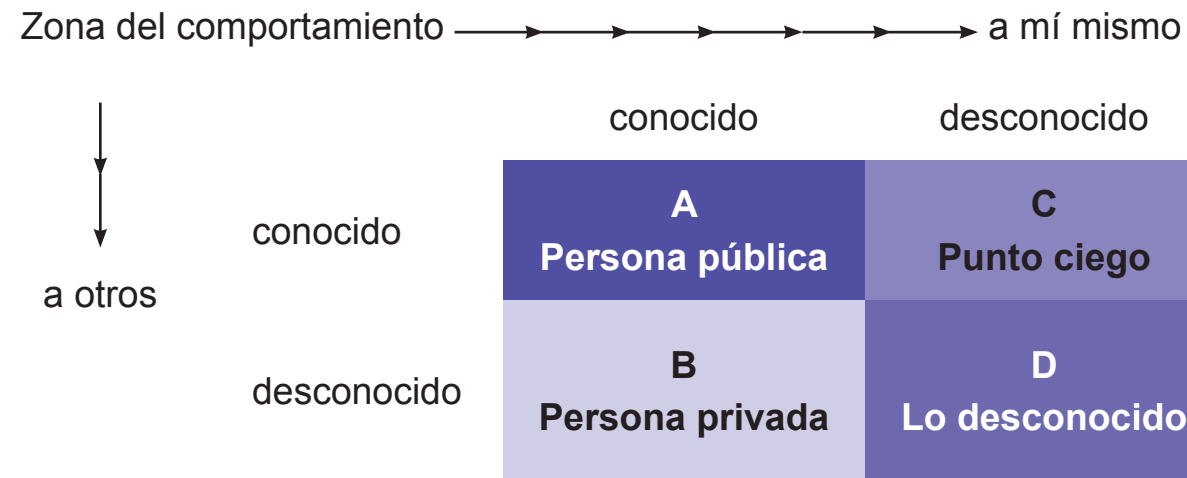 Zona del comportamiento a mí mismo
conocido desconocido
conocido
a otros
desconocido
A
Persona pública
C
Punto ciego
B
Persona privada
D
Lo desconocido